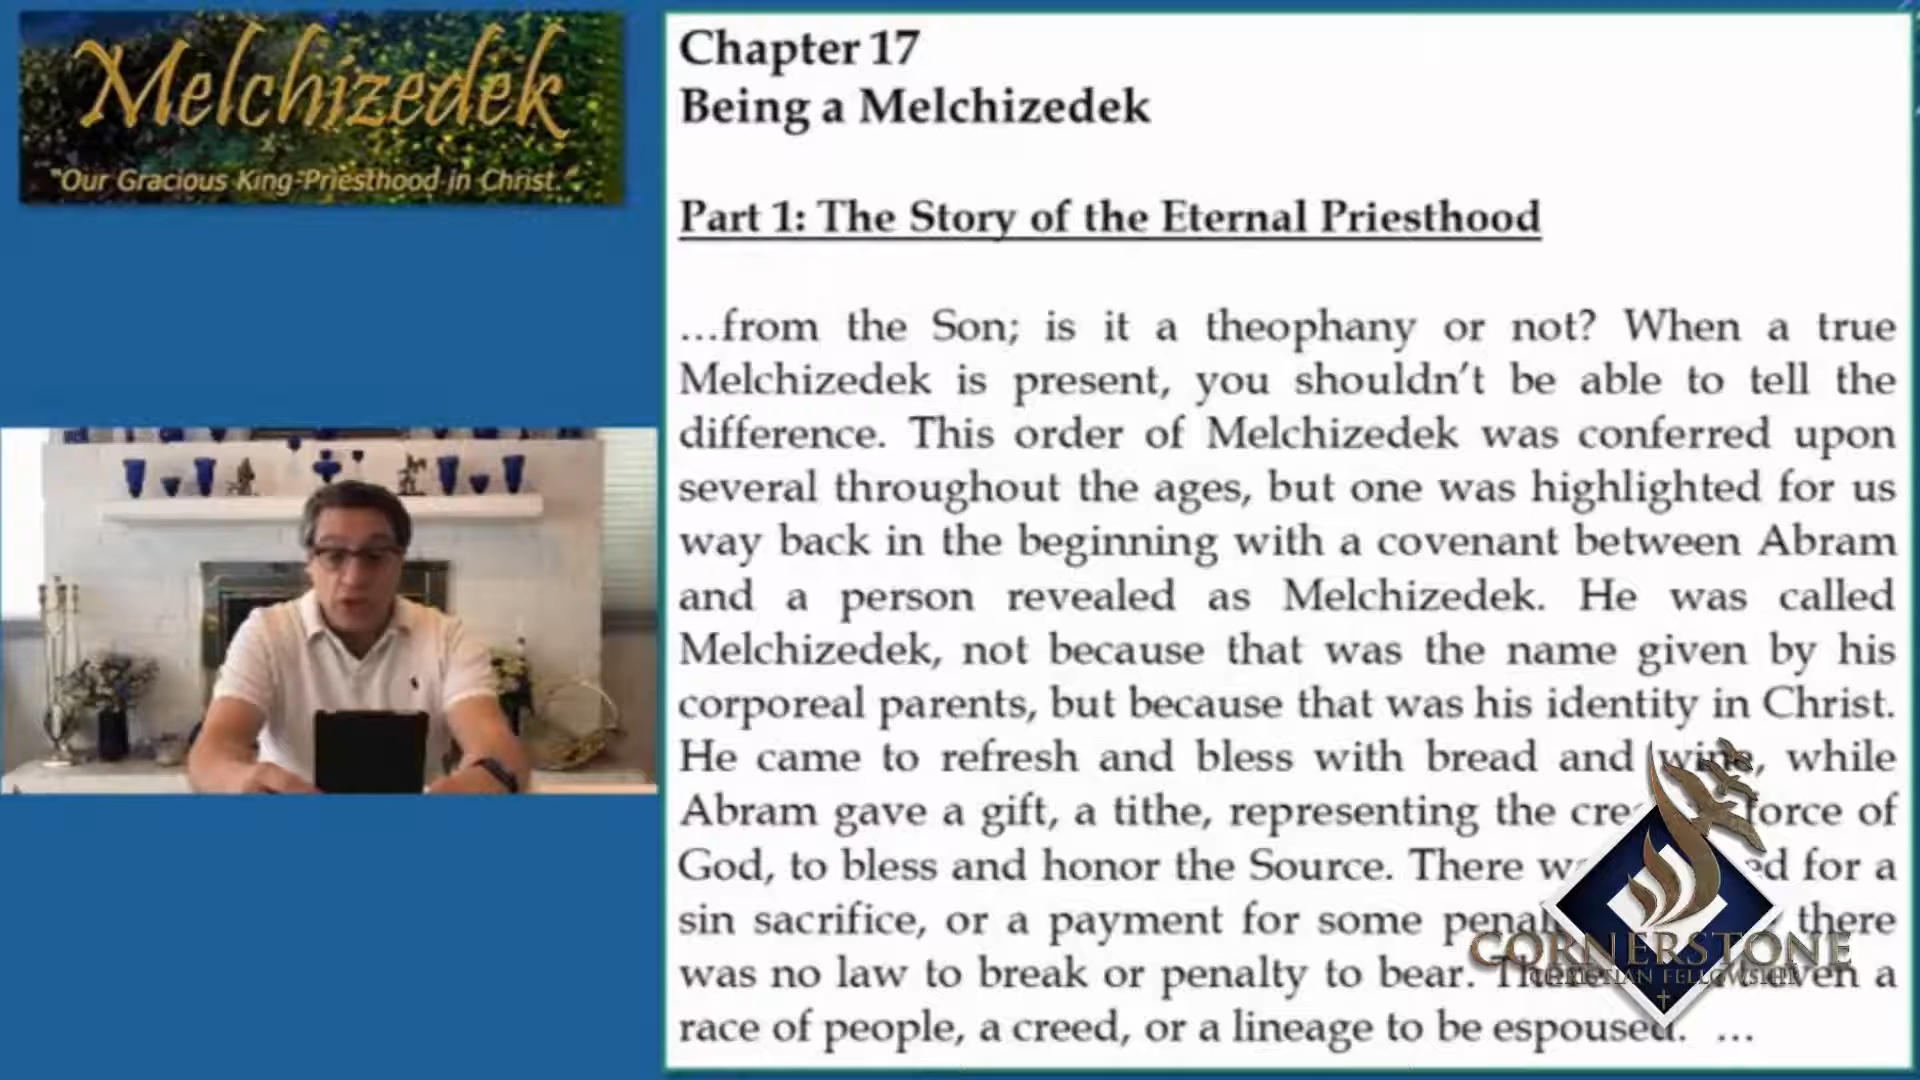 Melchizedek
"Our Gracious King-Priesthood in Christ."
Chapter 17
Being a Melchizedek
Part 1: The Story of the Eternal Priesthood
...from the Son; is it a theophany or not? When a true
Melchizedek is present, you shouldn't be able to tell the
difference. This order of Melchizedek was conferred upon
several throughout the ages, but one was highlighted for us
way back in the beginning with a covenant between Abram
and a person revealed as Melchizedek. He was called
Melchizedek, not because that was the name given by his
corporeal parents, but because that was his identity in Christ.
He came to refresh and bless with bread and wine, while
Abram gave a gift, a tithe, representing the force of
God, to bless and honor the Source. There for a
sin sacrifice, or a payment for some there
was no law to break or penalty to bear. a
race of people, a creed, or a lineage to be espoused. ...
CORNERSTONE
CHRISTIAN FELLOWSHIP